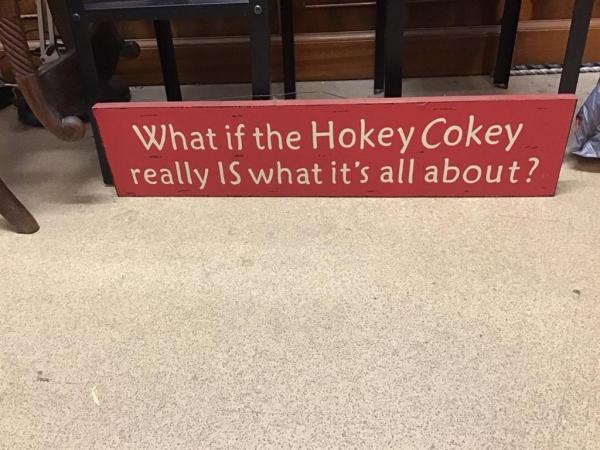 What if the Hokey Cokey
really IS what it's all about?